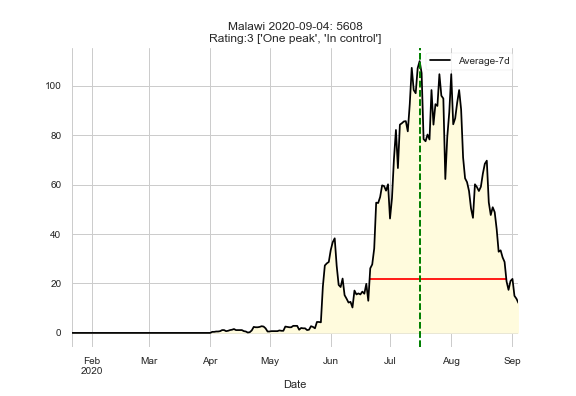 Malawi 2020-09-04: 5608
Rating:3 ['One peak', 'In control']
Average-7d
100
80
60
40
20
0
Feb Mar Apr May Jun Jul Aug Sep
2020
Date